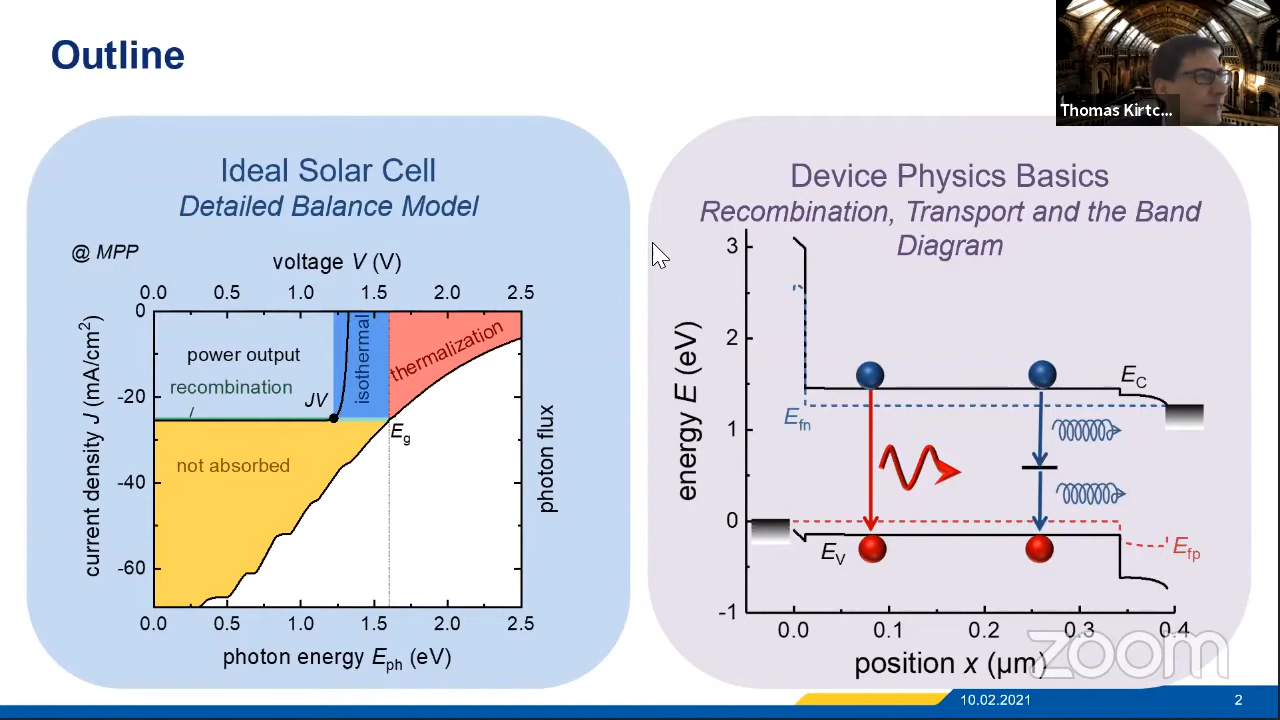 Outline
Thomas Kirtc...
Ideal Solar Cell
Detailed Balance Model
@ MPP
voltage V (V)
0.0 0.5 1.0 1.5 2.0 2.5
0
-20
-40
-60
current density J (mA/cm²)
power output
recombination
JV
isothermal
thermalization
Eg
not absorbed
photon flux
0.0 0.5 1.0 1.5 2.0 2.5
photon energy Eph (eV)
Device Physics Basics
Recombination, Transport and the Band
Diagram
3
2
1
0
-1
energy E (eV)
EC
Efn
EV
Efp
0.0 0.1 0.2 0.3 0.4
position x (µm)
zoom
10.02.2021
2